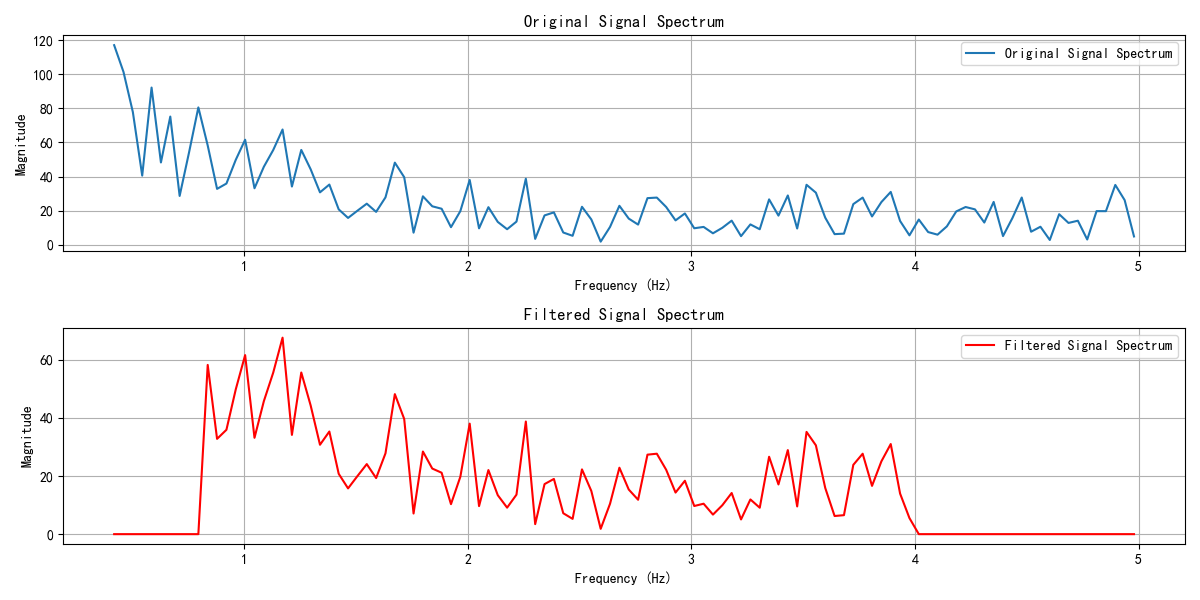 Original Signal Spectrum
Original Signal Spectrum
120
100
80
60
40
20
0
Magnitude
1 2 3 4 5
Frequency (Hz)
Filtered Signal Spectrum
Filtered Signal Spectrum
60
40
20
0
Magnitude
1 2 3 4 5
Frequency (Hz)